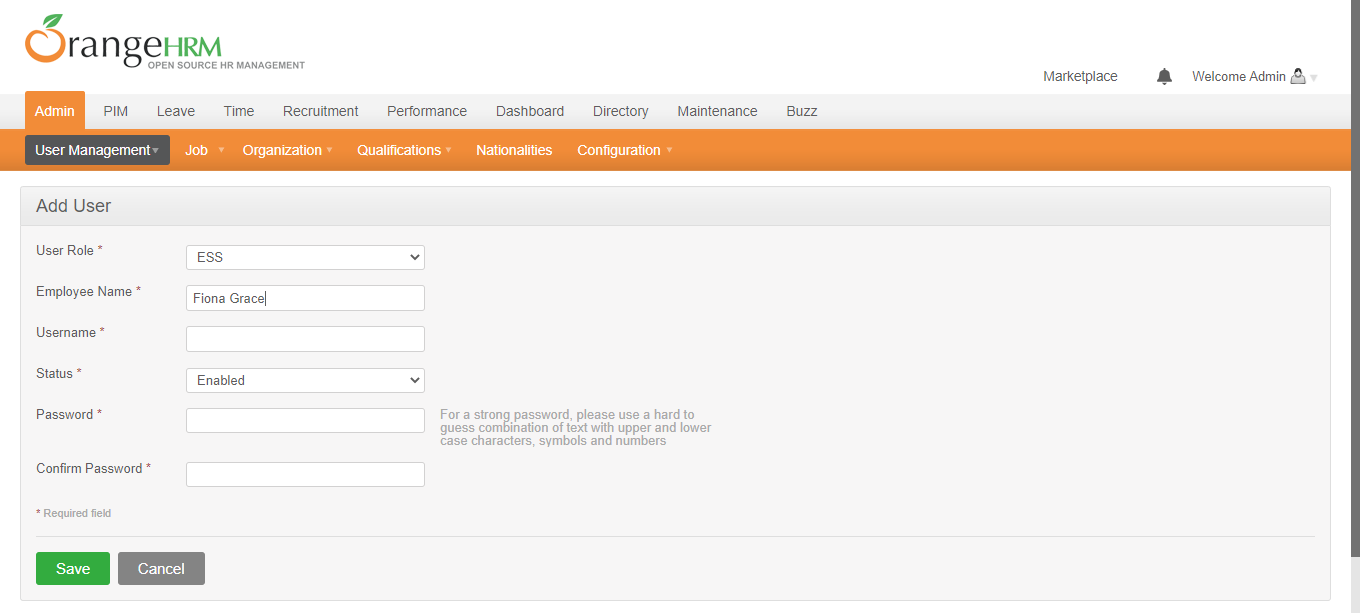 OrangeHRM
OPEN SOURCE HR MANAGEMENT
Marketplace Welcome Admin
Admin PIM Leave Time Recruitment Performance Dashboard Directory Maintenance Buzz
User Management Job Organization Qualifications Nationalities Configuration
Add User
User Role * ESS
Employee Name * Fiona Grace
Username *
Status * Enabled
Password * For a strong password, please use a hard to
guess combination of text with upper and lower
case characters, symbols and numbers
Confirm Password *
* Required field
Save Cancel